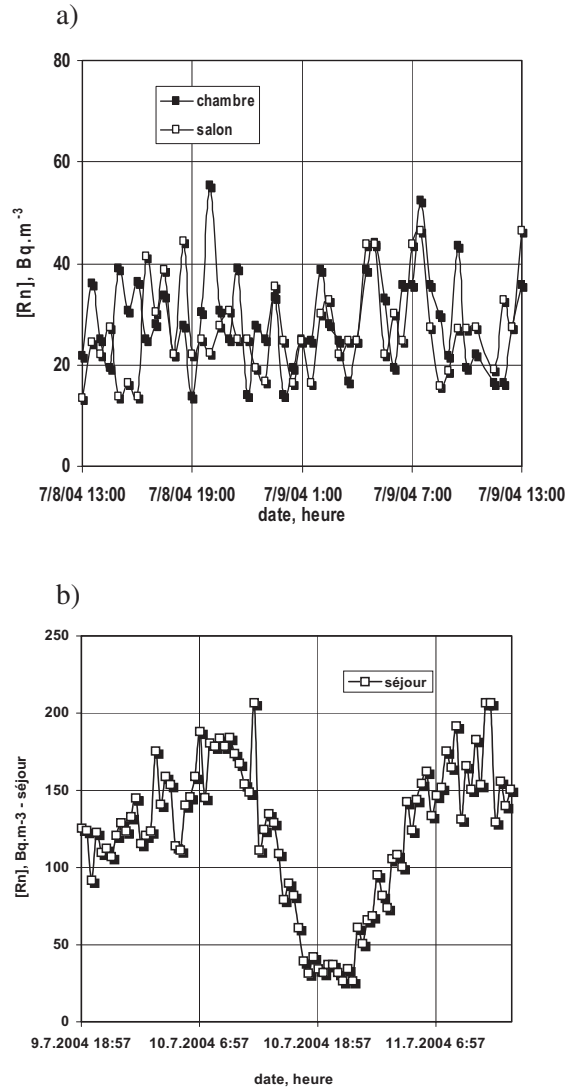 a)
80
60
40
20
0
[Rn], Bq.m-3
chambre
salon
7/8/04 13:00 7/8/04 19:00 7/9/04 1:00 7/9/04 7:00 7/9/04 13:00
date, heure
b)
250
200
150
100
50
0
[Rn], Bq.m-3 - séjour
séjour
9.7.2004 18:57 10.7.2004 6:57 10.7.2004 18:57 11.7.2004 6:57
date, heure